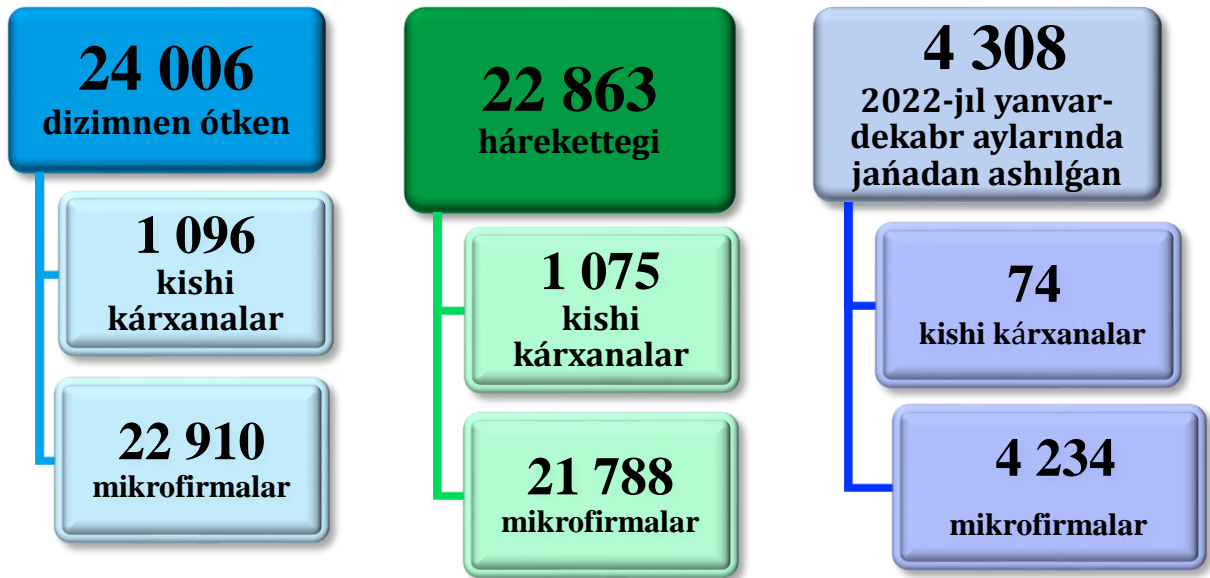 24 006
dizimnen ótken
1 096
kishi
kárxanalar
22 910
mikrofirmalar
22 863
hárekettegi
1 075
kishi
kárxanalar
21 788
mikrofirmalar
4 308
2022-jıl yanvar-
dekabr aylarında
jańadan ashılǵan
74
kishi kárxanalar
4 234
mikrofirmalar